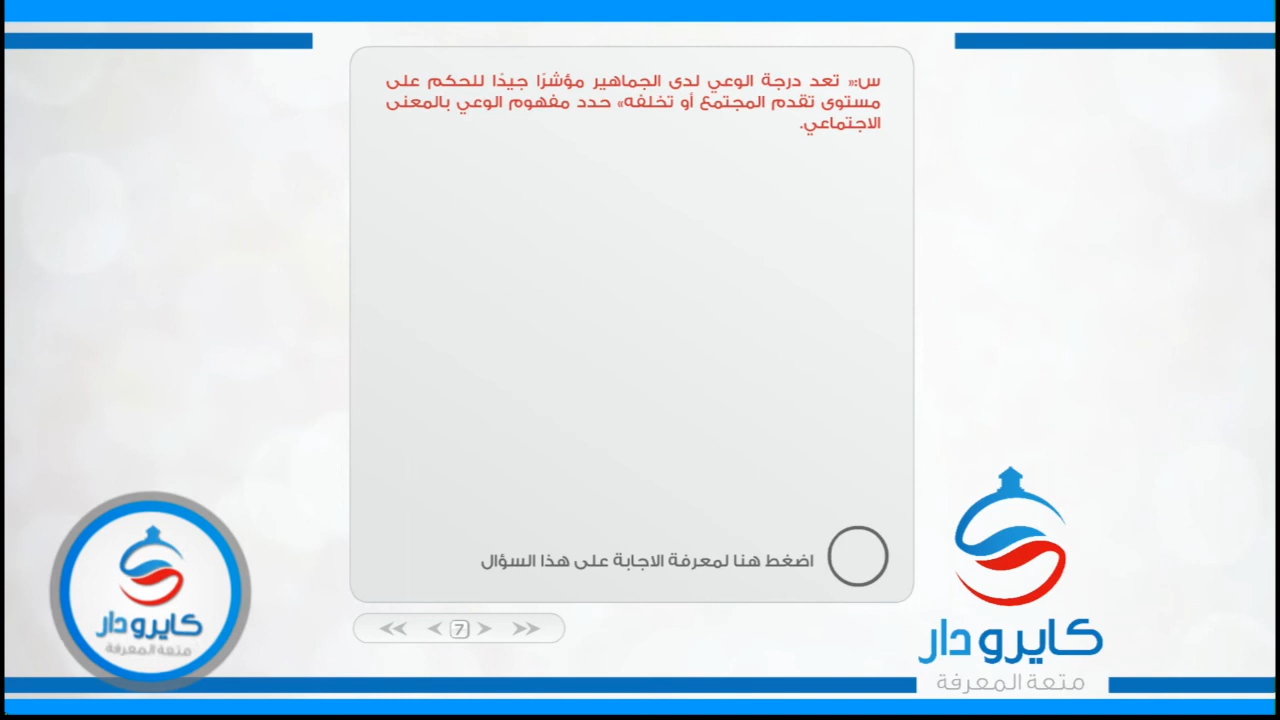 س:« تعد درجة الوعي لدى الجماهير مؤشرًا جيدًا للحكم على
مستوى تقدم المجتمع أو تخلفه» حدد مفهوم الوعي بالمعنى
الاجتماعي.
اضغط هنا لمعرفة الاجابة على هذا السؤال
7
كايرو دار
متعة المعرفة
كايرو دار
متعة المعرفة